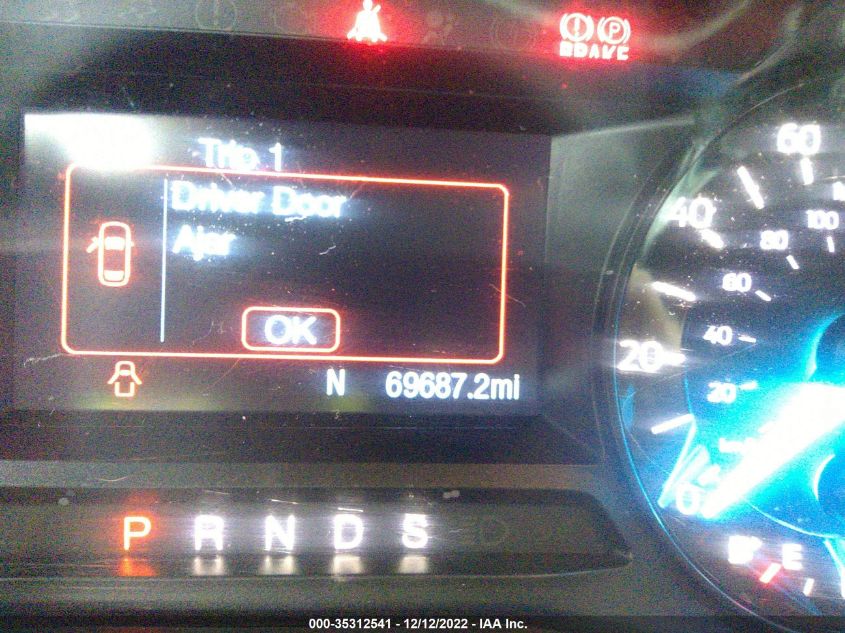 BRAKE
Trip 1
Driver Door
Ajar
OK
N 69687.2mi
P R N D S
60
40
20
0
100
80
60
40
20
E
000-35312541 - 12/12/2022 - IAA Inc.